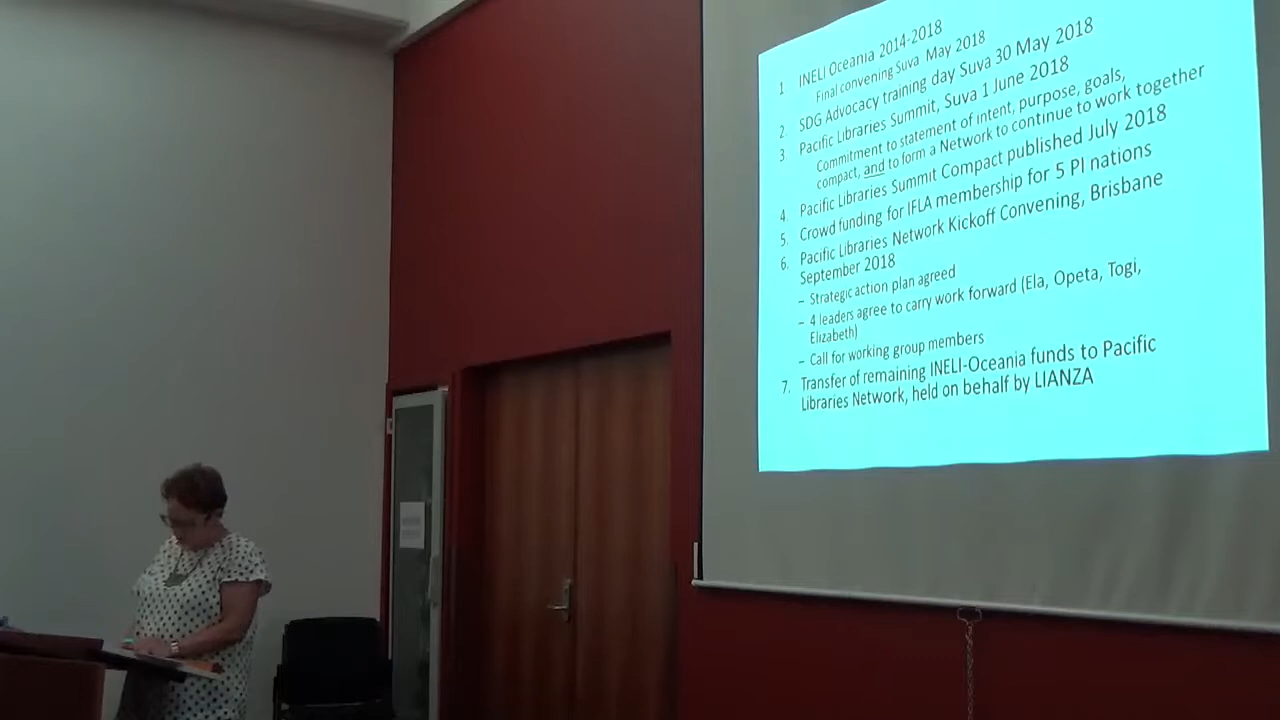 1 INELI Oceania 2014-2018
Final convening Suva May 2018
2. SDG Advocacy training day Suva 30 May 2018
3. Pacific Libraries Summit, Suva 1 June 2018
Commitment to statement of intent, purpose, goals,
compact, and to form a Network to continue to work together
4. Pacific Libraries Summit Compact published July 2018
5. Crowd funding for IFLA membership for 5 PI nations
6. Pacific Libraries Network Kickoff Convening, Brisbane
September 2018
– Strategic action plan agreed
– 4 leaders agree to carry work forward (Ela, Opeta, Togi,
Elizabeth)
– Call for working group members
7. Transfer of remaining INELI-Oceania funds to Pacific
Libraries Network, held on behalf by LIANZA